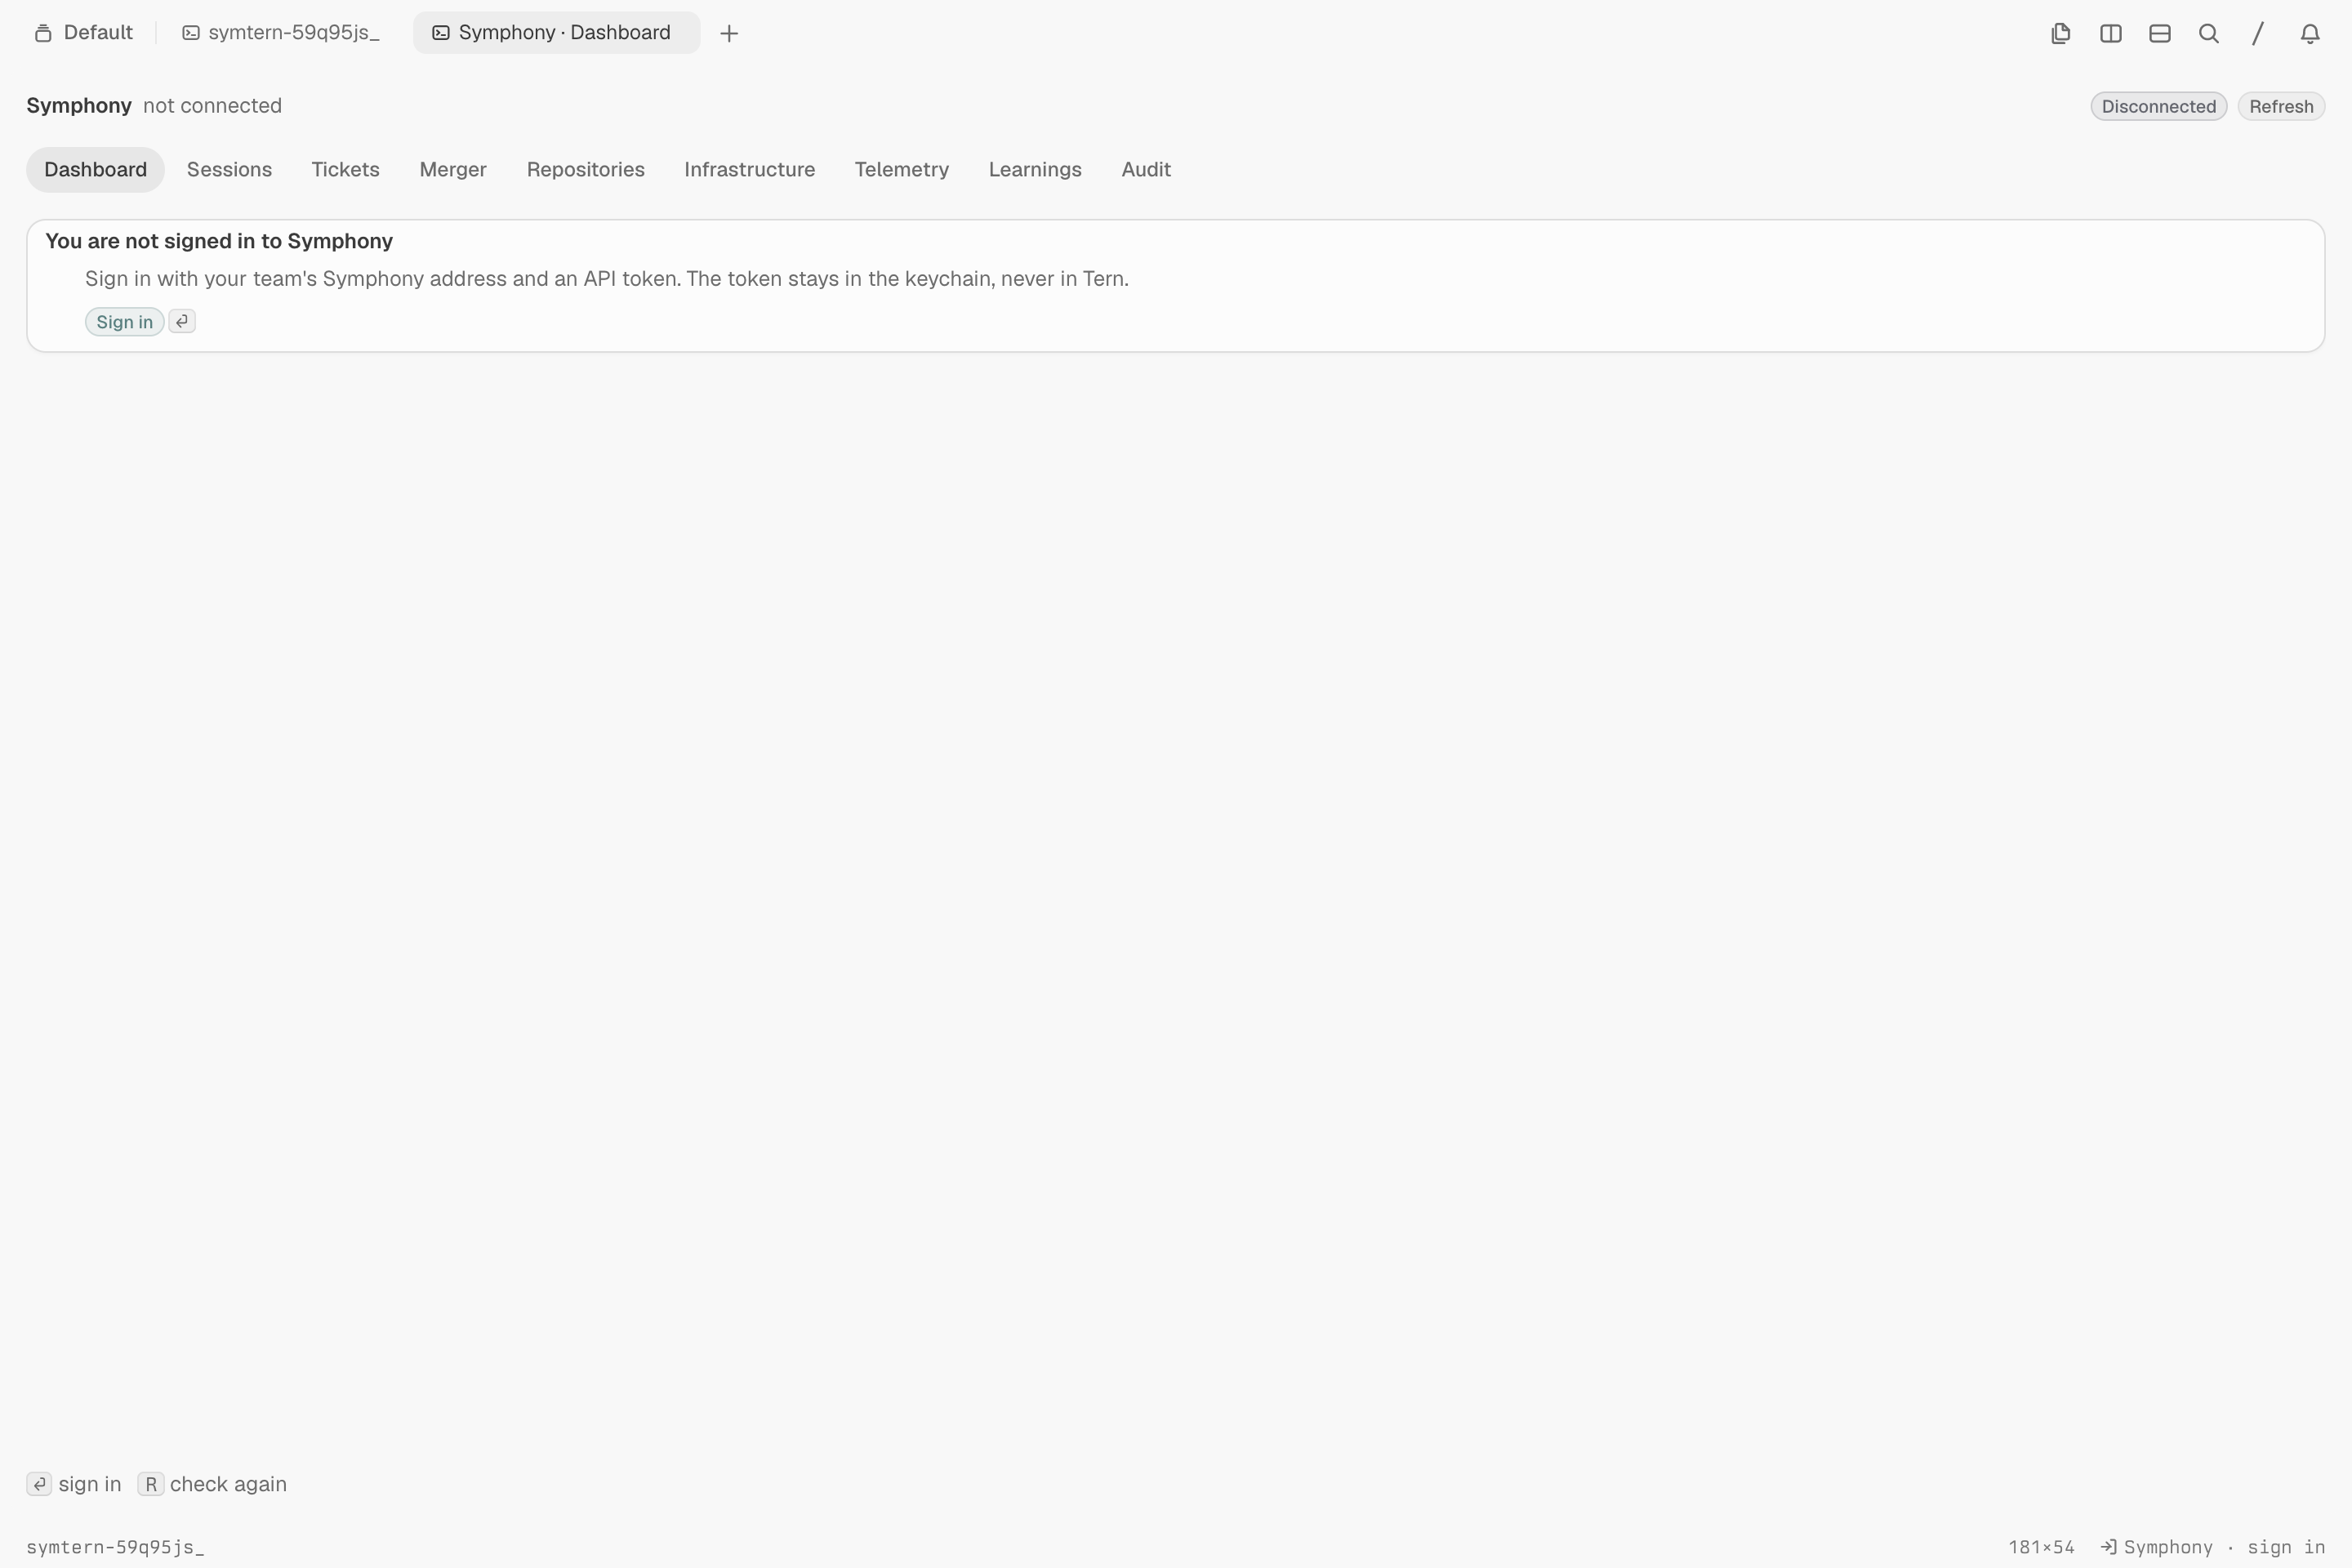 Default symtern-59q95js_ Symphony · Dashboard
Symphony not connected Disconnected Refresh
Dashboard Sessions Tickets Merger Repositories Infrastructure Telemetry Learnings Audit
You are not signed in to Symphony
Sign in with your team's Symphony address and an API token. The token stays in the keychain, never in Tern.
Sign in
sign in R check again
symtern-59q95js_ 181×54 Symphony · sign in